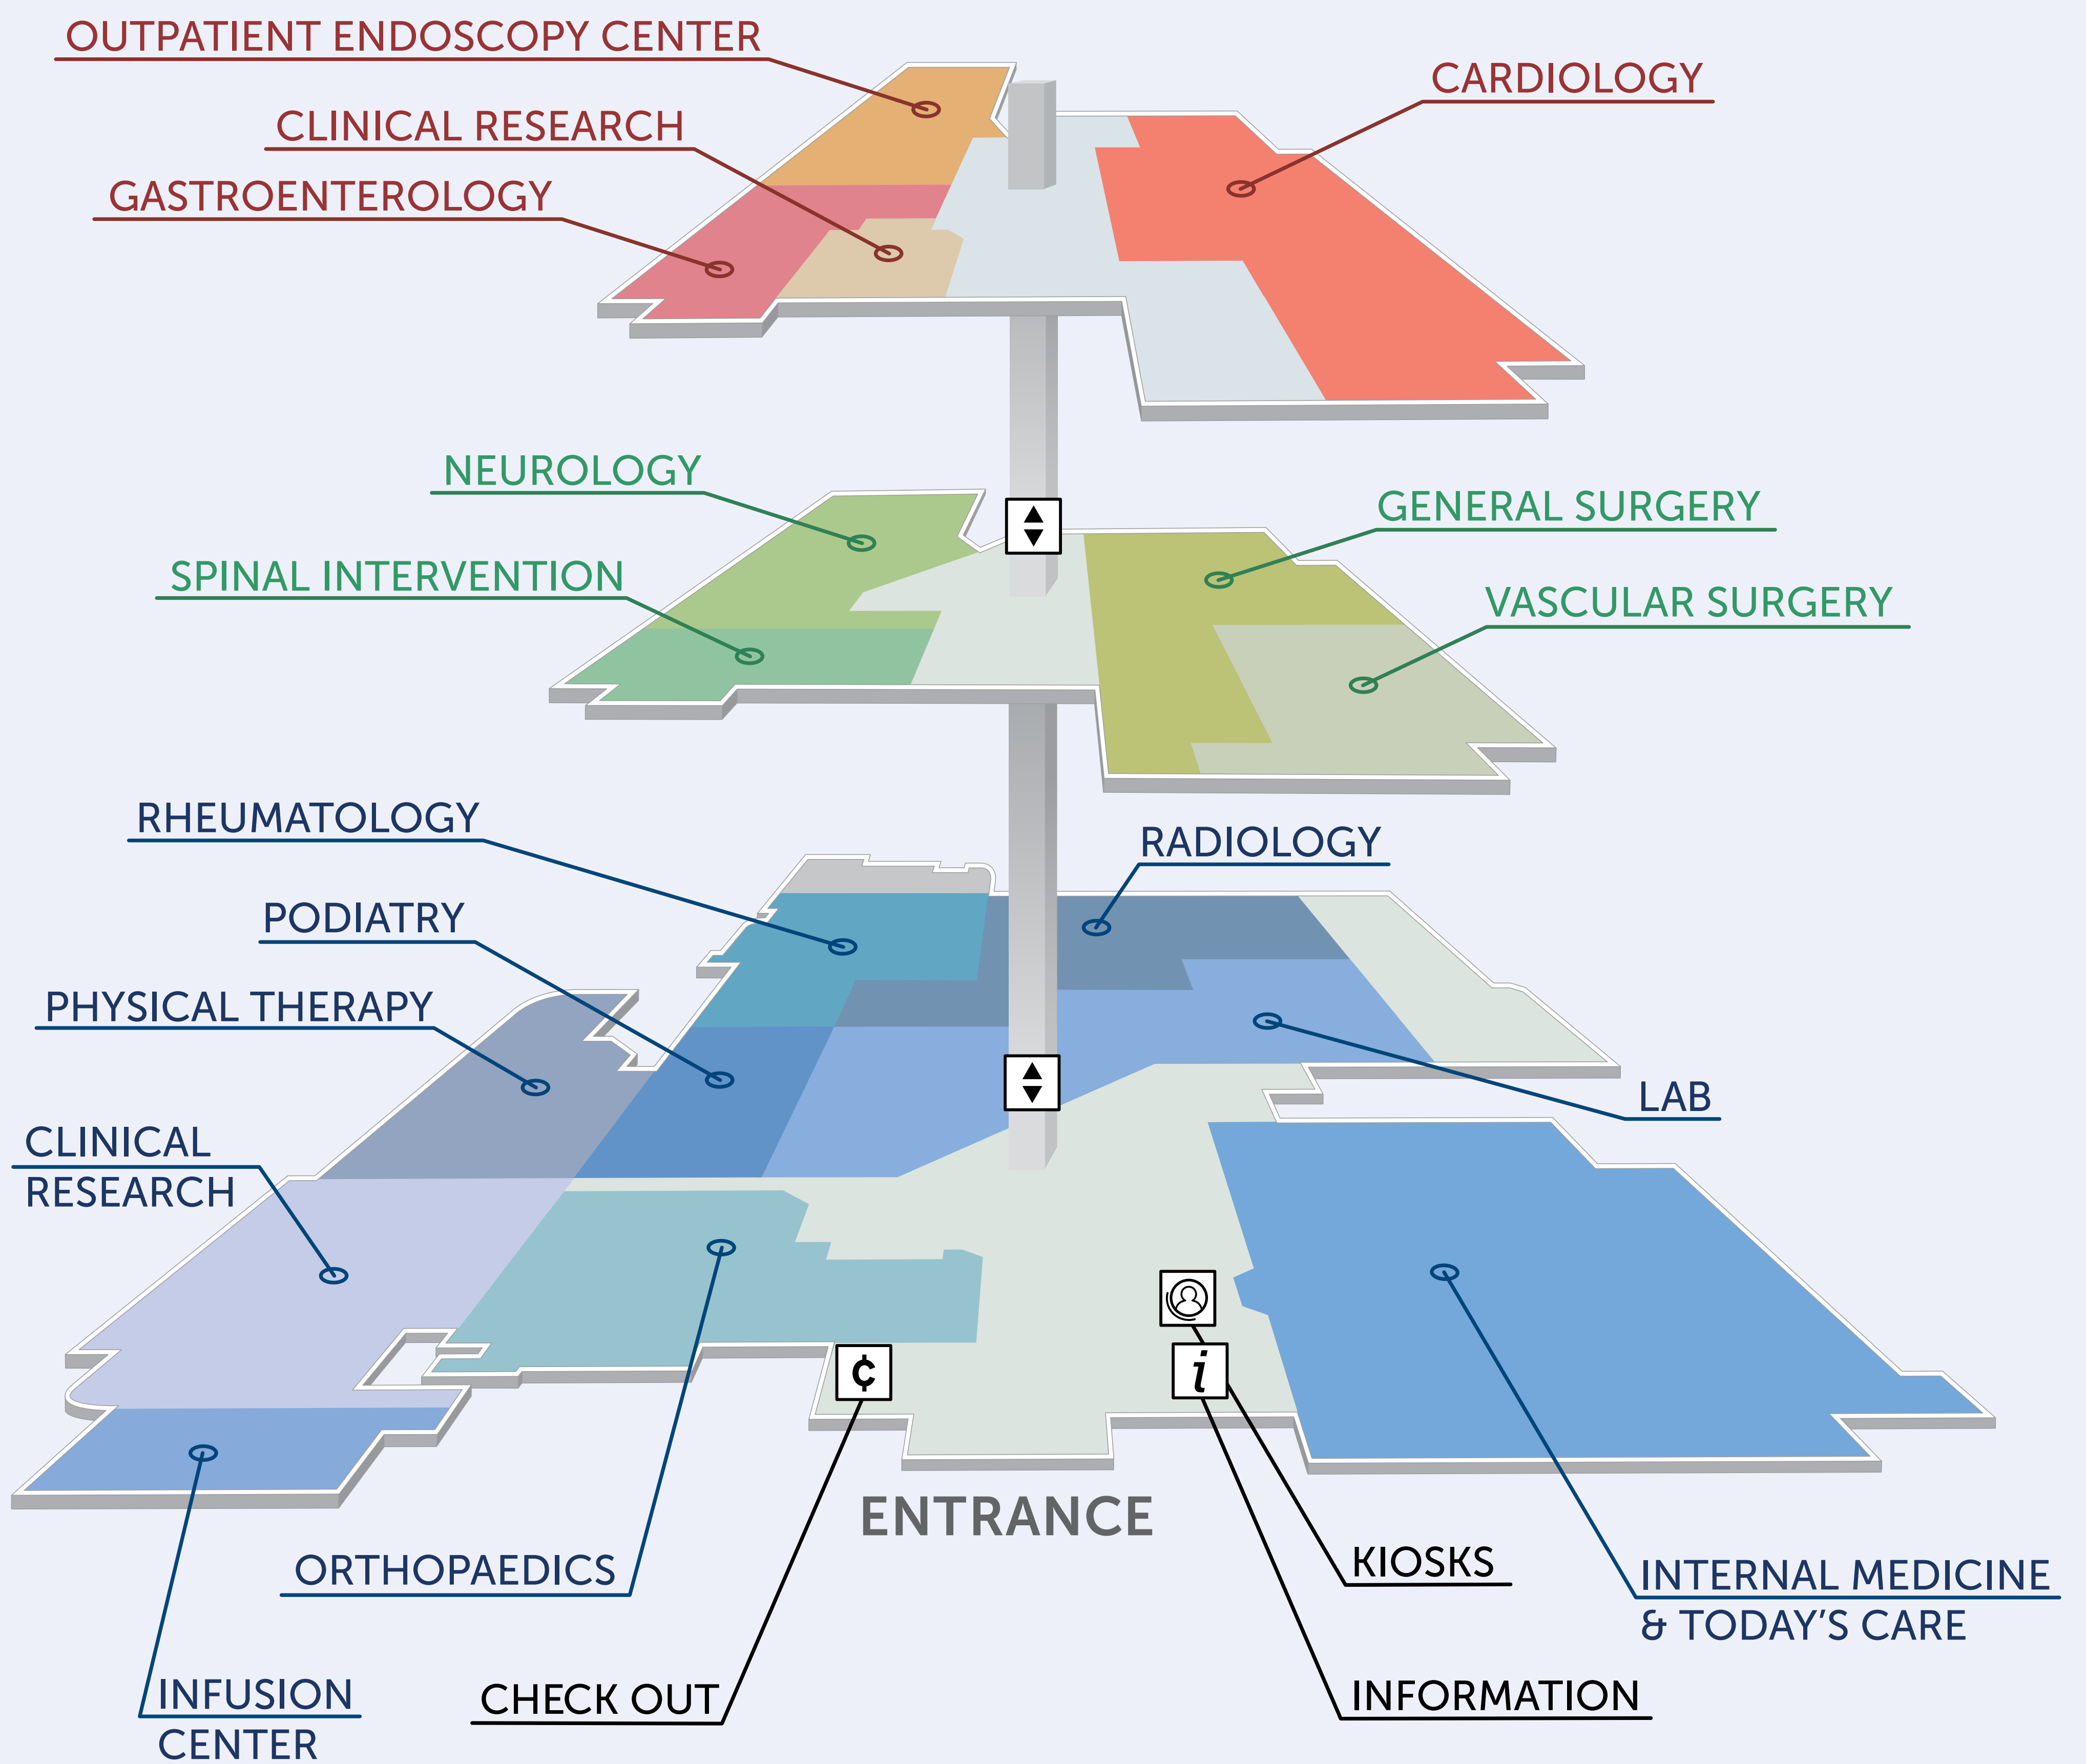 OUTPATIENT ENDOSCOPY CENTER
CARDIOLOGY
CLINICAL RESEARCH
GASTROENTEROLOGY
NEUROLOGY
GENERAL SURGERY
SPINAL INTERVENTION
VASCULAR SURGERY
RHEUMATOLOGY
RADIOLOGY
PODIATRY
PHYSICAL THERAPY
LAB
CLINICAL
RESEARCH
¢
i
ENTRANCE
ORTHOPAEDICS
KIOSKS
INTERNAL MEDICINE
& TODAY'S CARE
INFUSION
CENTER
CHECK OUT
INFORMATION